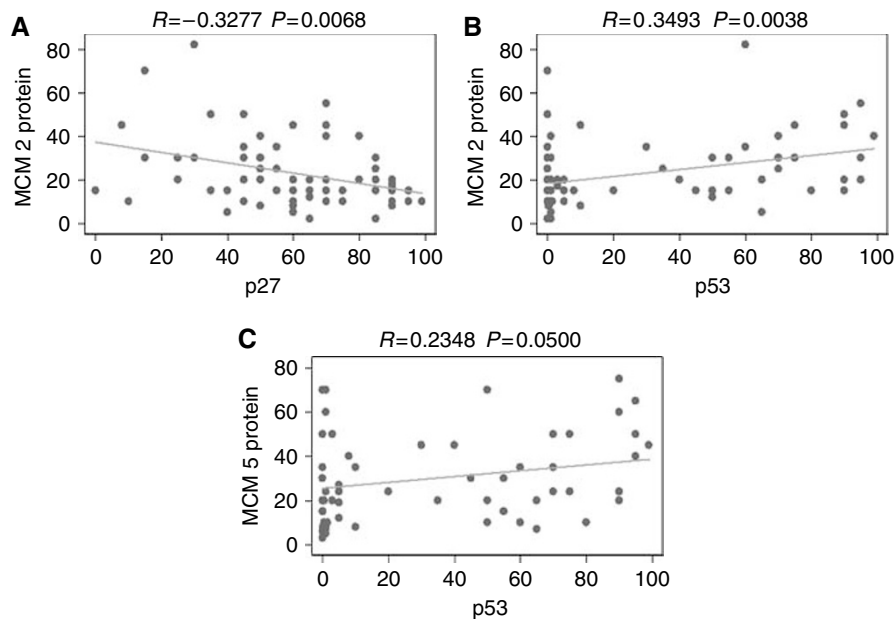 A
R=−0.3277 P=0.0068
MCM 2 protein
80
60
40
20
0
0 20 40 60 80 100
p27
B
R=0.3493 P=0.0038
MCM 2 protein
80
60
40
20
0
0 20 40 60 80 100
p53
C
R=0.2348 P=0.0500
MCM 5 protein
80
60
40
20
0
0 20 40 60 80 100
p53